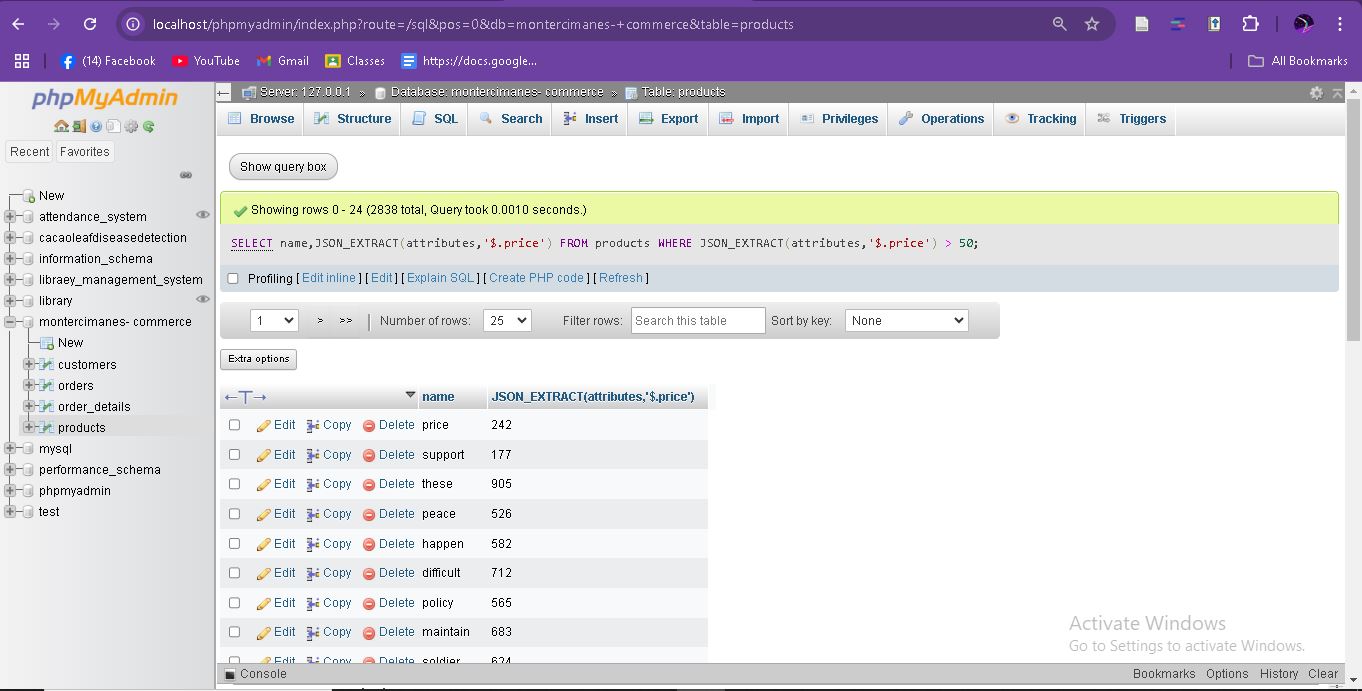 localhost/phpmyadmin/index.php?route=/sql&pos=0&db=montercimanes-+commerce&table=products
(14) Facebook YouTube Gmail Classes https://docs.google... All Bookmarks
phpMyAdmin
Recent Favorites
New
attendance_system
cacaoleafdiseasedetection
information_schema
libraey_management_system
library
montercimanes- commerce
New
customers
orders
order_details
products
mysql
performance_schema
phpmyadmin
test
Server: 127.0.0.1 » Database: montercimanes- commerce » Table: products
Browse Structure SQL Search Insert Export Import Privileges Operations Tracking Triggers
Show query box
Showing rows 0 - 24 (2838 total, Query took 0.0010 seconds.)
SELECT name,JSON_EXTRACT(attributes,'$.price') FROM products WHERE JSON_EXTRACT(attributes,'$.price') > 50;
Profiling [ Edit inline ] [ Edit ] [ Explain SQL ] [ Create PHP code ] [ Refresh ]
1 > >> Number of rows: 25 Filter rows: Search this table Sort by key: None
Extra options
←T→ name JSON_EXTRACT(attributes,'$.price')
Edit Copy Delete price 242
Edit Copy Delete support 177
Edit Copy Delete these 905
Edit Copy Delete peace 526
Edit Copy Delete happen 582
Edit Copy Delete difficult 712
Edit Copy Delete policy 565
Edit Copy Delete maintain 683
Edit Copy Delete soldier 624
Activate Windows
Go to Settings to activate Windows.
Console Bookmarks Options History Clear